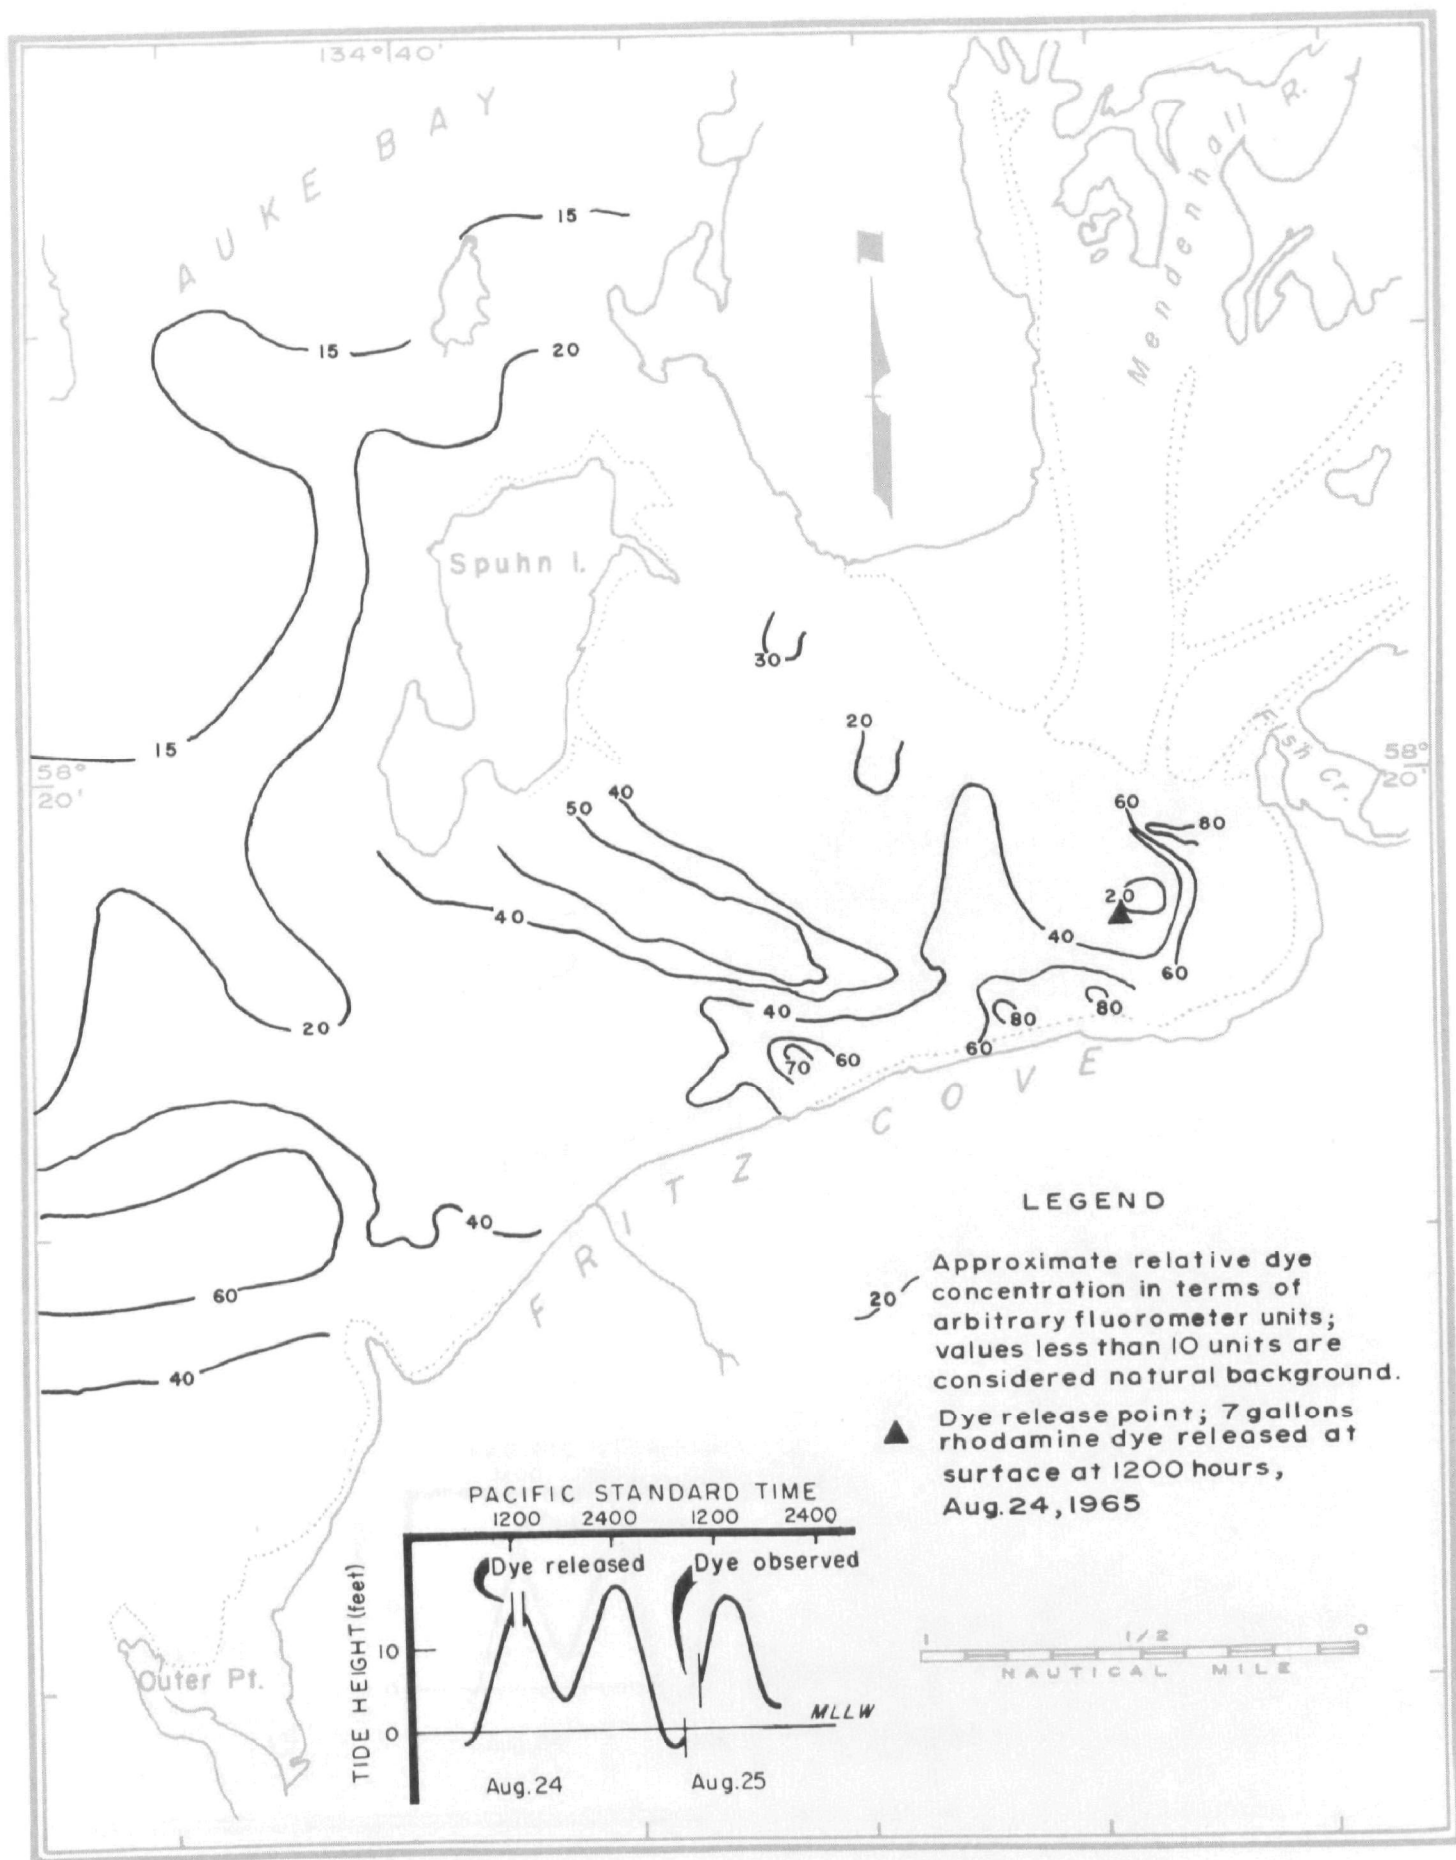 134° 40'
AUKE BAY
Mendenhall R.
15
15
20
Spuhn I.
30
20
Fish Cr.
15
58°
20'
58°
20'
40
50
60
80
20
40
40
60
40
80
80
20
60
70
60
FRITZ COVE
40
60
40
LEGEND
20
Approximate relative dye
concentration in terms of
arbitrary fluorometer units;
values less than 10 units are
considered natural background.
Dye release point; 7 gallons
rhodamine dye released at
surface at 1200 hours,
Aug. 24, 1965
PACIFIC STANDARD TIME
1200 2400 1200 2400
Dye released Dye observed
TIDE HEIGHT (feet)
10
0
MLLW
Aug. 24 Aug. 25
Outer Pt.
1 1/2 0
NAUTICAL MILE